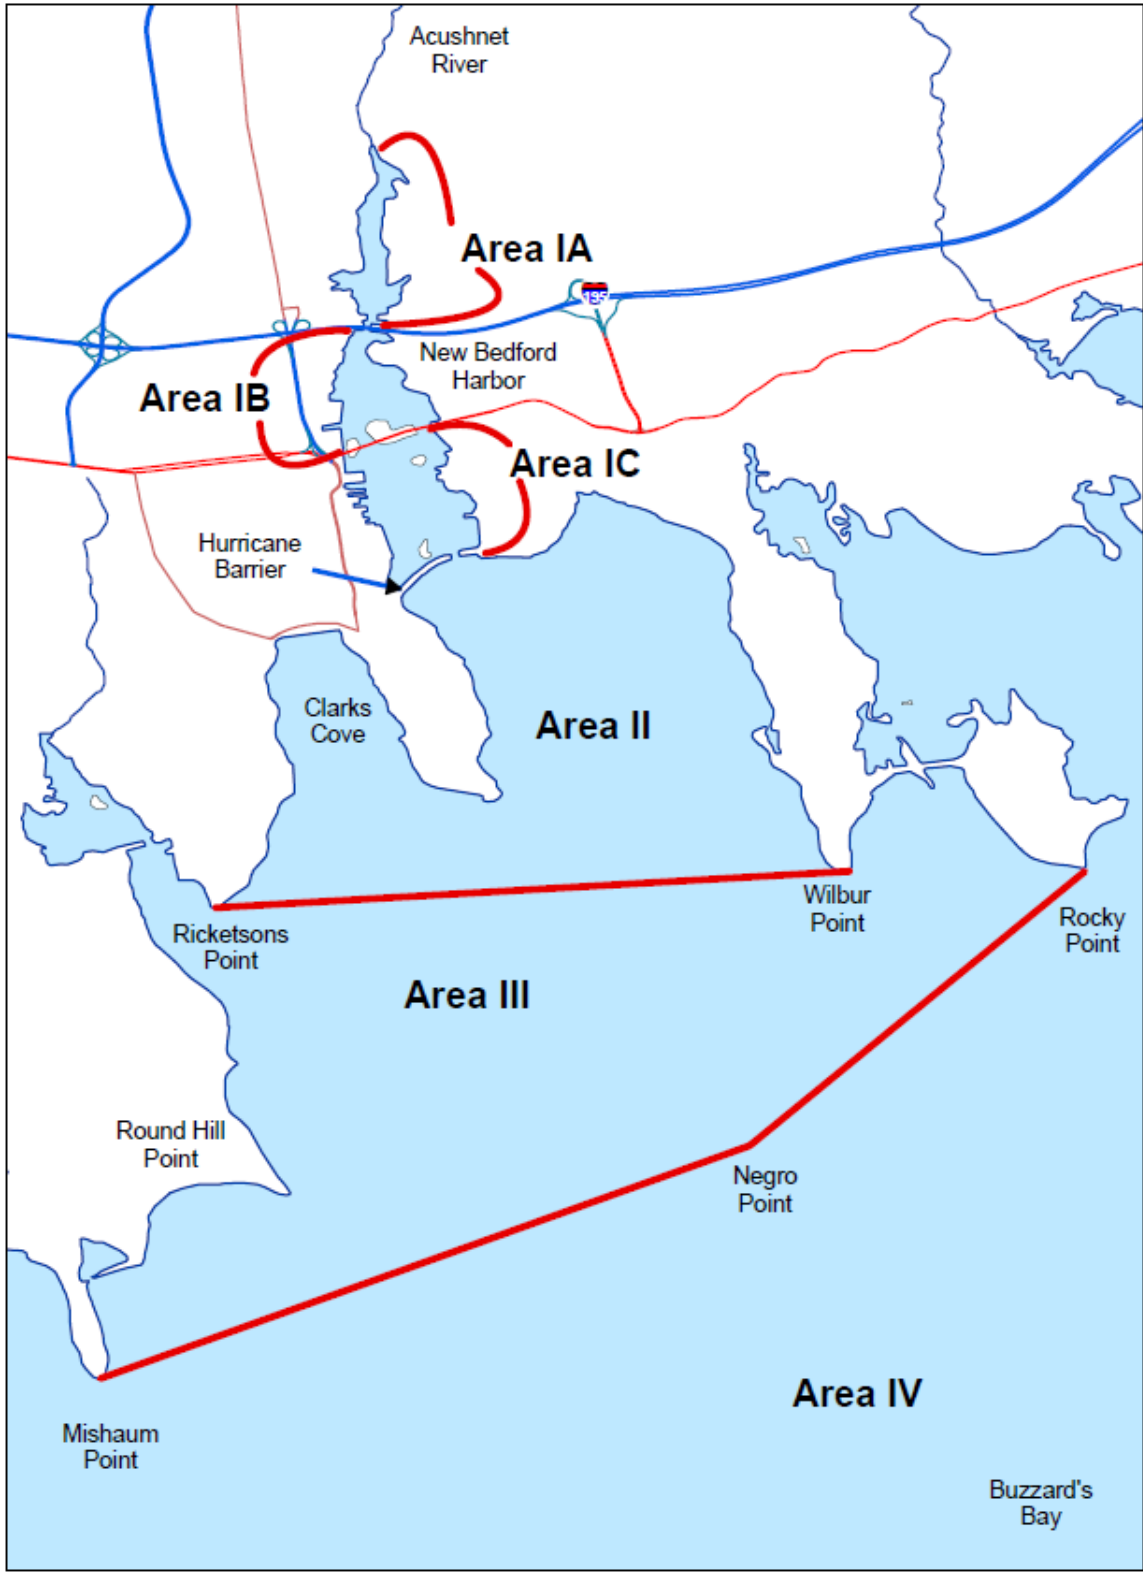 Acushnet
River
Area IA
195
New Bedford
Harbor
Area IB
Area IC
Hurricane
Barrier
Clarks
Cove
Area II
Wilbur
Point
Ricketsons
Point
Rocky
Point
Area III
Round Hill
Point
Negro
Point
Area IV
Mishaum
Point
Buzzard's
Bay